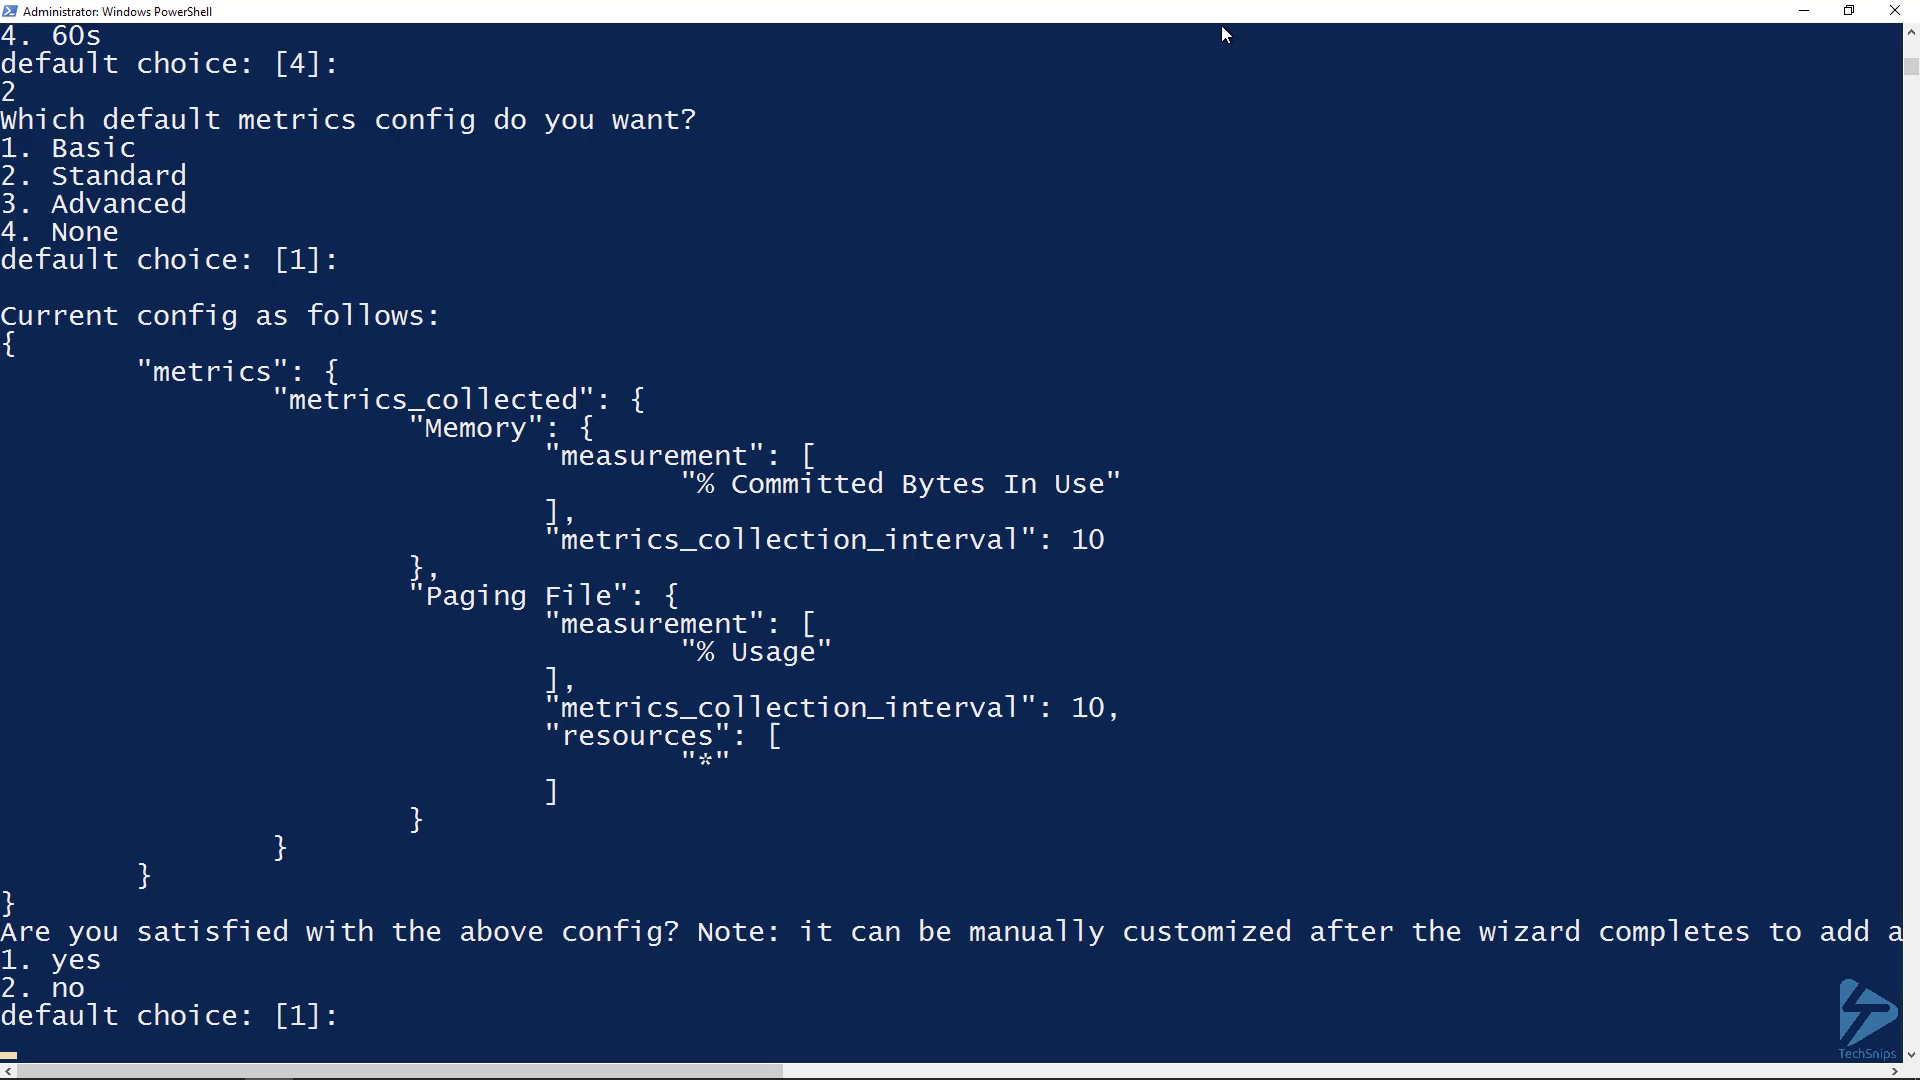 Administrator: Windows PowerShell
4. 60s
default choice: [4]:
2
Which default metrics config do you want?
1. Basic
2. Standard
3. Advanced
4. None
default choice: [1]:
Current config as follows:
{
"metrics": {
"metrics_collected": {
"Memory": {
"measurement": [
"% Committed Bytes In Use"
],
"metrics_collection_interval": 10
},
"Paging File": {
"measurement": [
"% Usage"
],
"metrics_collection_interval": 10,
"resources": [
"*"
]
}
}
}
}
Are you satisfied with the above config? Note: it can be manually customized after the wizard completes to add a
1. yes
2. no
default choice: [1]:
TechSnips